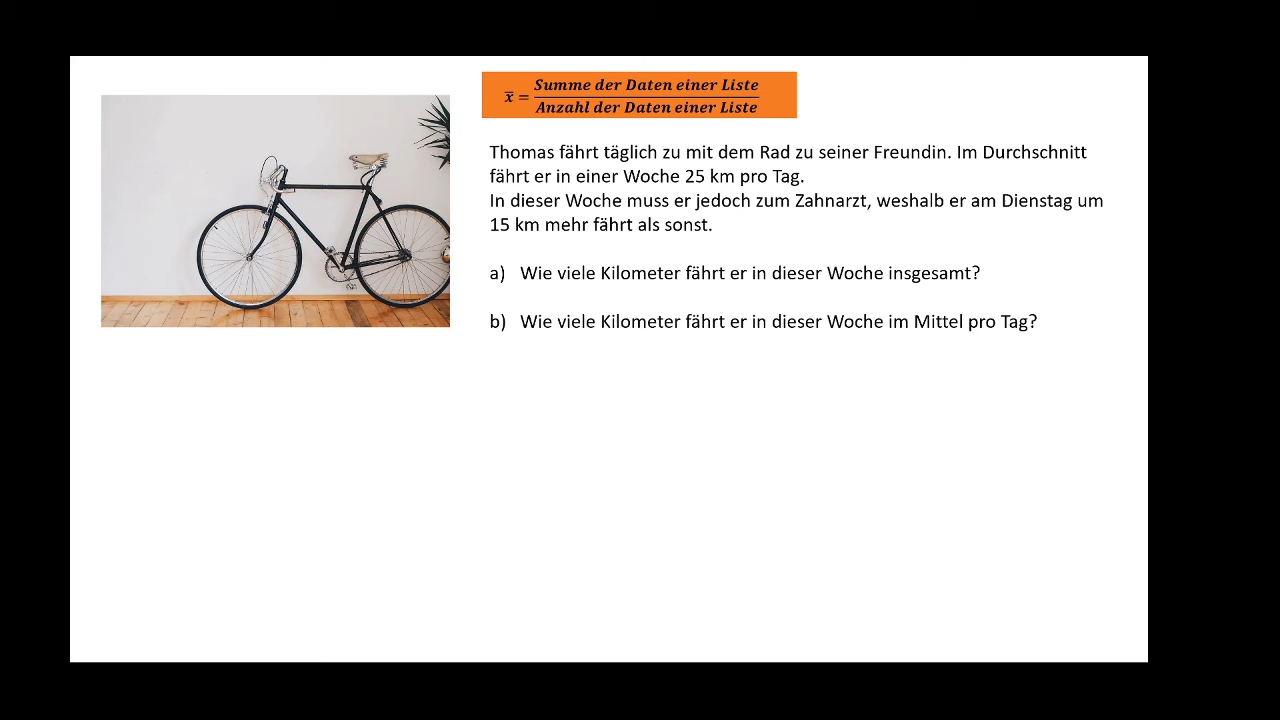 x̄ = Summe der Daten einer Liste / Anzahl der Daten einer Liste
Thomas fährt täglich zu mit dem Rad zu seiner Freundin. Im Durchschnitt
fährt er in einer Woche 25 km pro Tag.
In dieser Woche muss er jedoch zum Zahnarzt, weshalb er am Dienstag um
15 km mehr fährt als sonst.
a) Wie viele Kilometer fährt er in dieser Woche insgesamt?
b) Wie viele Kilometer fährt er in dieser Woche im Mittel pro Tag?